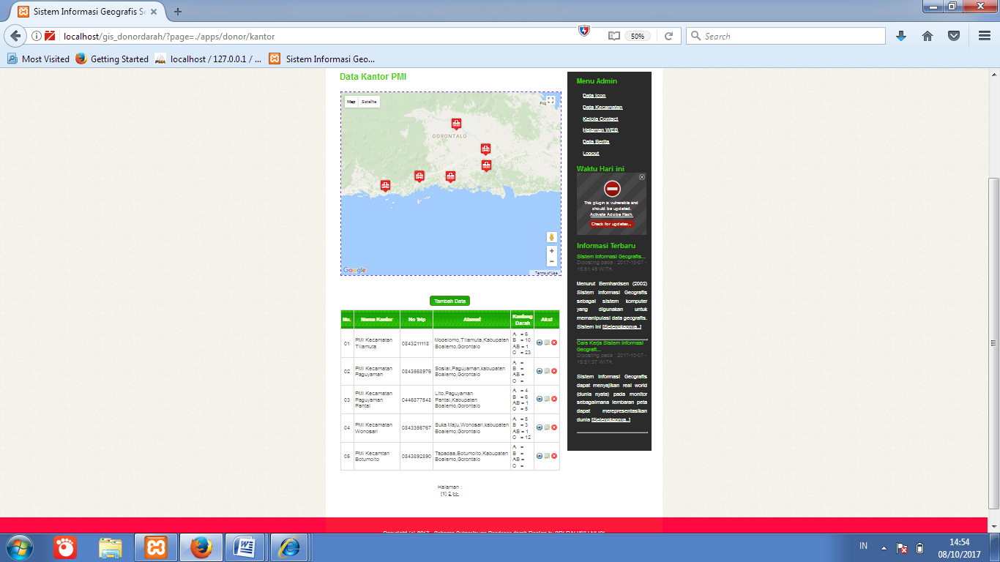 Sistem Informasi Geografis Se
localhost/gis_donordarah/?page=./apps/donor/kantor
50%
Search
Most Visited
Getting Started
localhost / 127.0.0.1 / ...
Sistem Informasi Geo...
Data Kantor PMI
Map
Satelite
GORONTALO
Google
Terms of Use
Tambah Data
No. Nama Kantor No Telp Alamat Kantong Darah Aksi
01 PMI Kecamatan Tilamuta 0843211118 Modelomo,Tilamuta,Kabupaten Boalemo,Gorontalo
A = 6
B = 10
AB = 1
O = 23
02 PMI Kecamatan Paguyaman 0843568976 Sosial,Paguyaman,kabupaten Boalemo,Gorontalo
A =
B =
AB =
O =
03 PMI Kecamatan Paguyaman Pantai 0446877548 Lito,Paguyaman Pantai,Kabupaten Boalemo,Gorontalo
A = 4
B = 6
AB = 1
O = 5
04 PMI Kecamatan Wonosari 0843356767 Suka Maju,Wonosari,kabupaten Boalemo,Gorontalo
A = 5
B = 3
AB = 1
O = 12
05 PMI Kecamtan Botumoito 0843892890 Tapadaa,Botumoito,Kabupaten Boalemo,Gorontalo
A =
B =
AB =
O =
Halaman :
[1] 2 >>
Menu Admin
Data Icon
Data Kecamatan
Kelola Contact
Halaman WEB
Data Berita
Logout
Waktu Hari ini
This plugin is vulnerable and
should be updated.
Activate Adobe Flash.
Check for updates...
Informasi Terbaru
Sistem Informasi Geografis...
Diposting pada : 2017-10-07 -
15:51:49 WITA
Menurut Bernhardsen (2002)
Sistem Informasi Geografis
sebagai sistem komputer
yang digunakan untuk
memanipulasi data geografis.
Sistem ini [Selengkapnya..]
Cara Kerja Sistem Informasi
Geografi...
Diposting pada : 2017-10-07 -
15:51:37 WITA
Sistem Informasi Geografis
dapat menyajikan real world
(dunia nyata) pada monitor
sebagaimana lembaran peta
dapat merepresentasikan
dunia [Selengkapnya..]
IN
14:54
08/10/2017